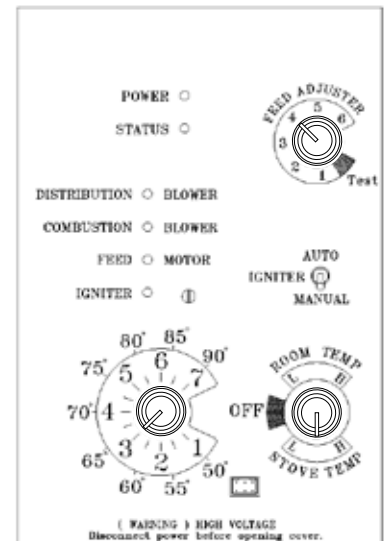 POWER
STATUS
FEED ADJUSTER
1 2 3 4 5 6
Test
DISTRIBUTION BLOWER
COMBUSTION BLOWER
FEED MOTOR
IGNITER
AUTO
IGNITER
MANUAL
50° 55° 60° 65° 70° 75° 80° 85° 90°
1 2 3 4 5 6 7
ROOM TEMP
L H
OFF
L H
STOVE TEMP
( WARNING ) HIGH VOLTAGE
Disconnect power before opening cover.